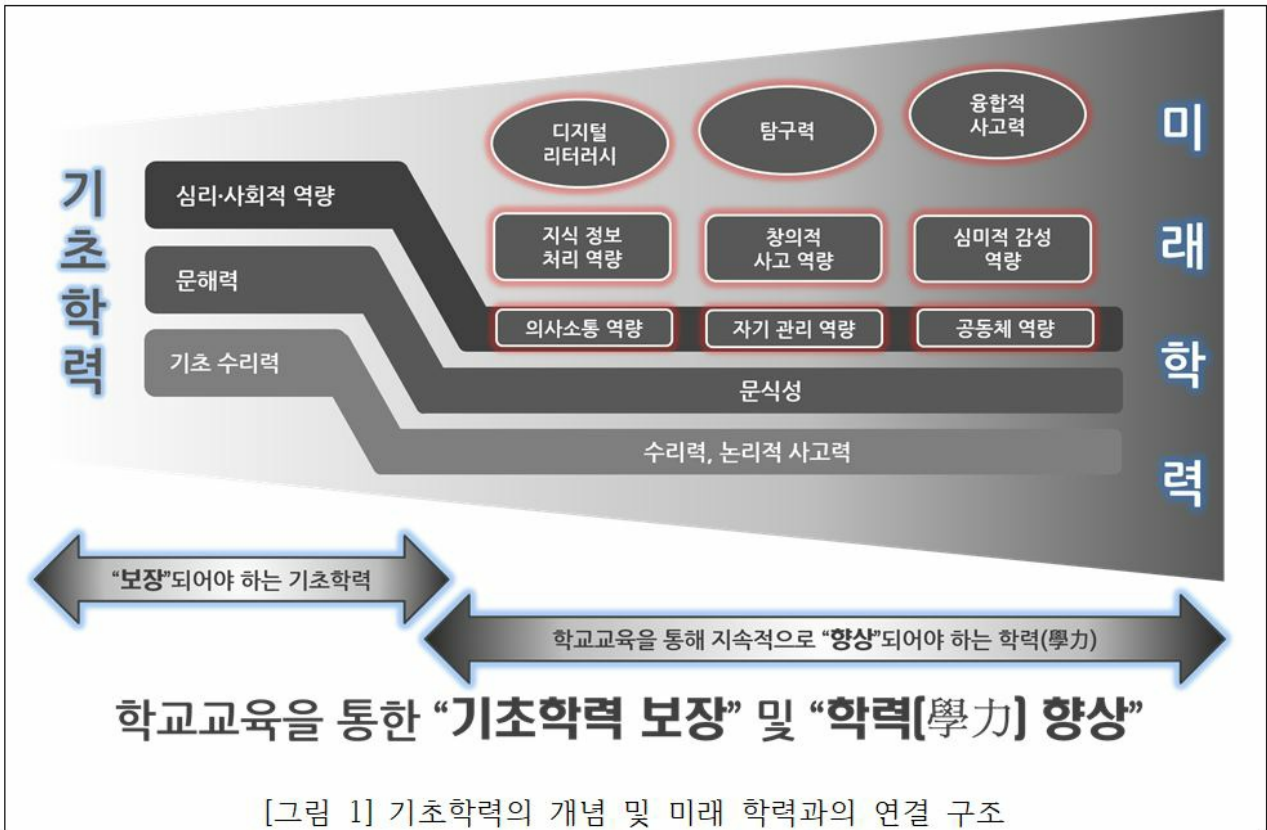 기초학력
심리·사회적 역량
문해력
기초 수리력
디지털
리터러시
탐구력
융합적
사고력
지식 정보
처리 역량
창의적
사고 역량
심미적 감성
역량
의사소통 역량
자기 관리 역량
공동체 역량
문식성
수리력, 논리적 사고력
미래학력
“보장”되어야 하는 기초학력
학교교육을 통해 지속적으로 “향상”되어야 하는 학력(學力)
학교교육을 통한 “기초학력 보장” 및 “학력(學力) 향상”
[그림 1] 기초학력의 개념 및 미래 학력과의 연결 구조